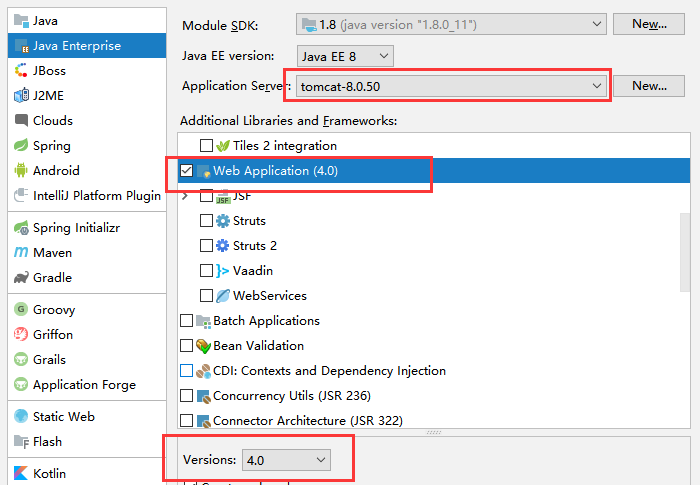 Java
Java Enterprise
JBoss
J2ME
Clouds
Spring
Android
IntelliJ Platform Plugin
Spring Initializr
Maven
Gradle
Groovy
Griffon
Grails
Application Forge
Static Web
Flash
Kotlin
Module SDK: 1.8 (java version "1.8.0_11") New...
Java EE version: Java EE 8
Application Server: tomcat-8.0.50 New...
Additional Libraries and Frameworks:
Tiles 2 integration
Web Application (4.0)
JSF
Struts
Struts 2
Vaadin
WebServices
Batch Applications
Bean Validation
CDI: Contexts and Dependency Injection
Concurrency Utils (JSR 236)
Connector Architecture (JSR 322)
Versions: 4.0